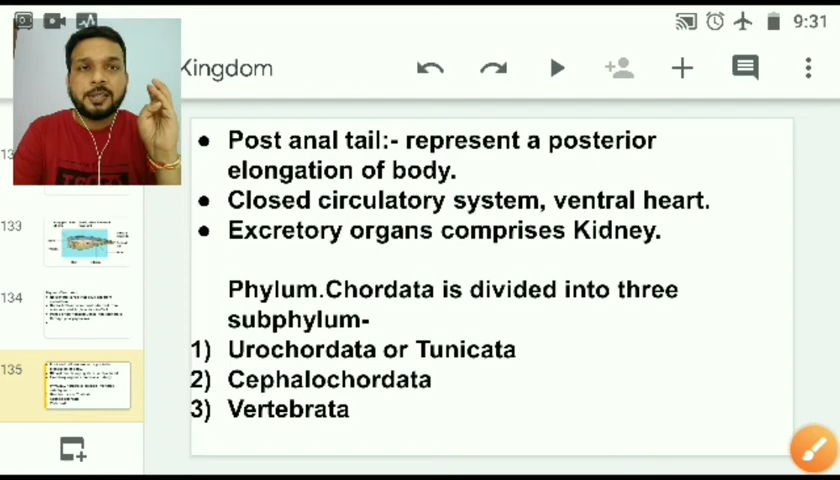 9:31
Kingdom
Post anal tail:- represent a posterior
elongation of body.
Closed circulatory system, ventral heart.
Excretory organs comprises Kidney.
Phylum.Chordata is divided into three
subphylum-
1) Urochordata or Tunicata
2) Cephalochordata
3) Vertebrata
133
134
135